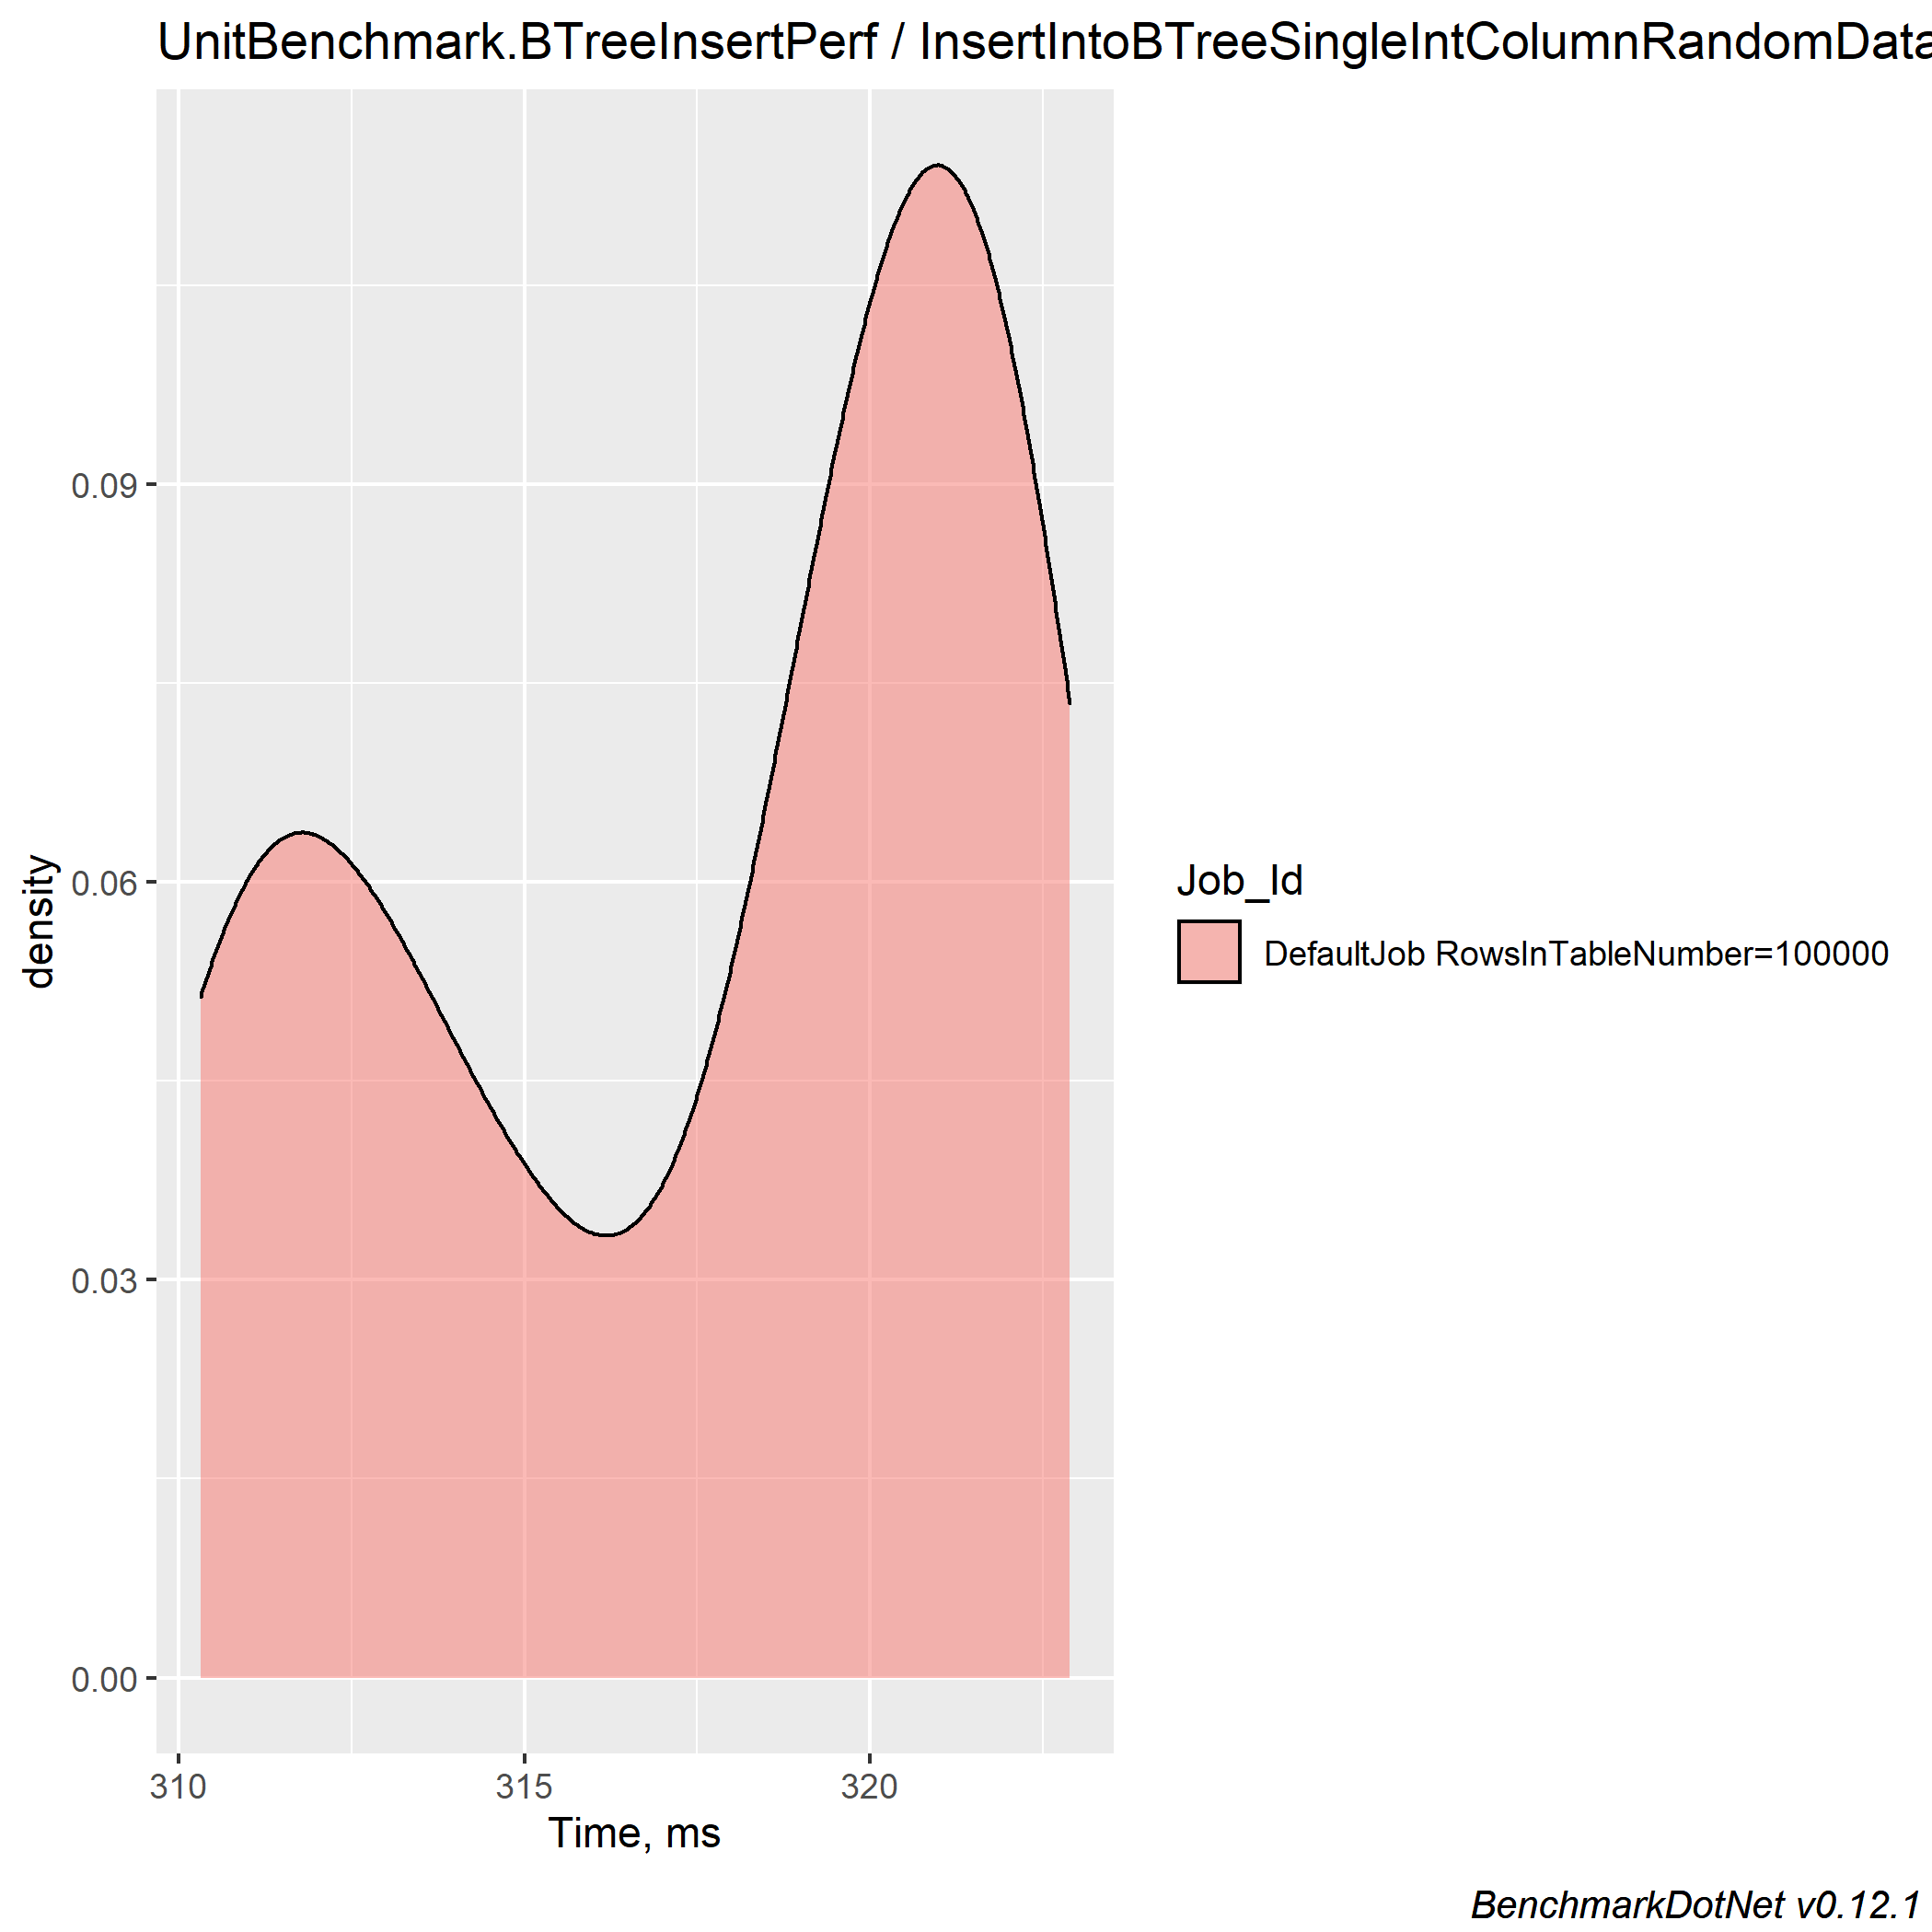 UnitBenchmark.BTreeInsertPerf / InsertIntoBTreeSingleIntColumnRandomData
0.09
0.06
0.03
0.00
density
310 315 320
Time, ms
Job_Id
DefaultJob RowsInTableNumber=100000
BenchmarkDotNet v0.12.1